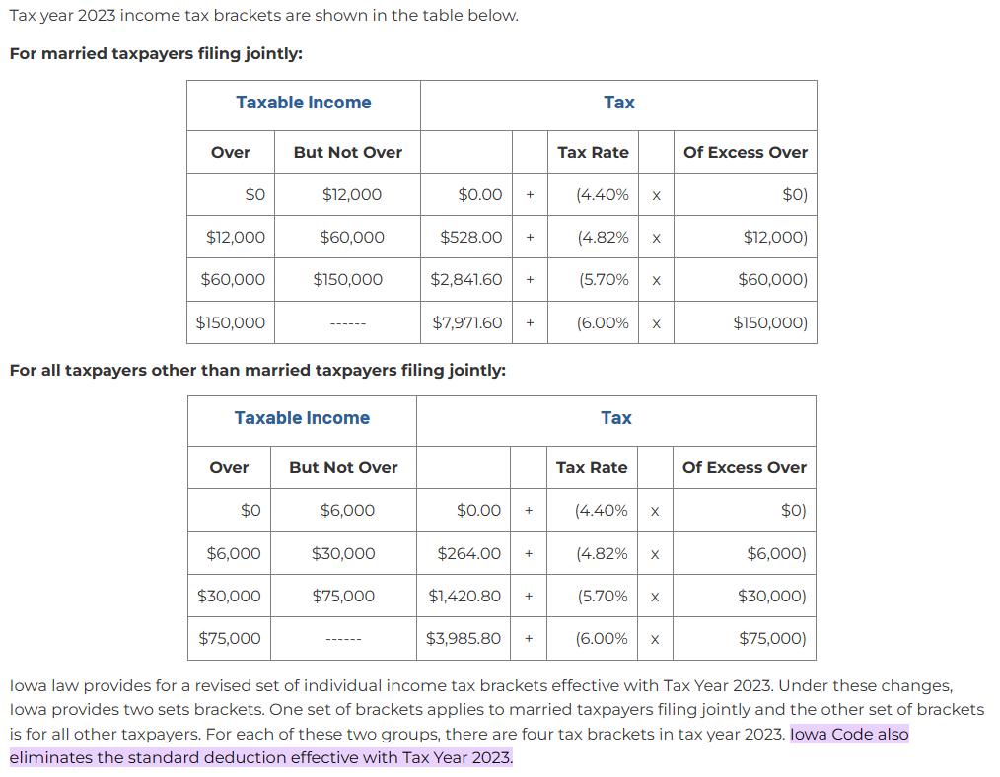 Tax year 2023 income tax brackets are shown in the table below.
For married taxpayers filing jointly:
Taxable Income Tax
Over But Not Over Tax Rate Of Excess Over
$0 $12,000 $0.00 + (4.40% x $0)
$12,000 $60,000 $528.00 + (4.82% x $12,000)
$60,000 $150,000 $2,841.60 + (5.70% x $60,000)
$150,000 ------ $7,971.60 + (6.00% x $150,000)
For all taxpayers other than married taxpayers filing jointly:
Taxable Income Tax
Over But Not Over Tax Rate Of Excess Over
$0 $6,000 $0.00 + (4.40% x $0)
$6,000 $30,000 $264.00 + (4.82% x $6,000)
$30,000 $75,000 $1,420.80 + (5.70% x $30,000)
$75,000 ------ $3,985.80 + (6.00% x $75,000)
Iowa law provides for a revised set of individual income tax brackets effective with Tax Year 2023. Under these changes,
Iowa provides two sets brackets. One set of brackets applies to married taxpayers filing jointly and the other set of brackets
is for all other taxpayers. For each of these two groups, there are four tax brackets in tax year 2023. Iowa Code also
eliminates the standard deduction effective with Tax Year 2023.